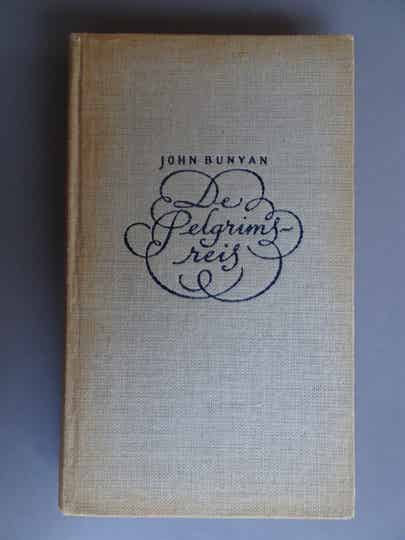 JOHN BUNYAN
De
Pelgrims-
reis